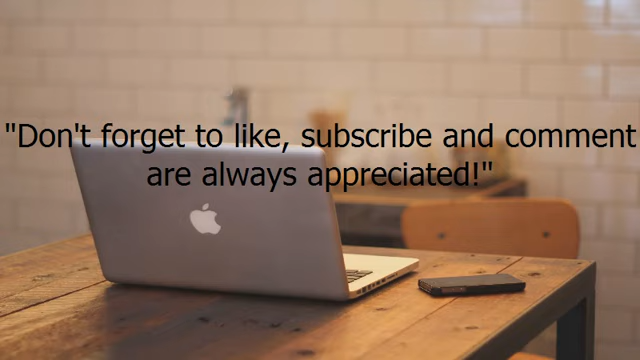 "Don't forget to like, subscribe and comment
are always appreciated!"